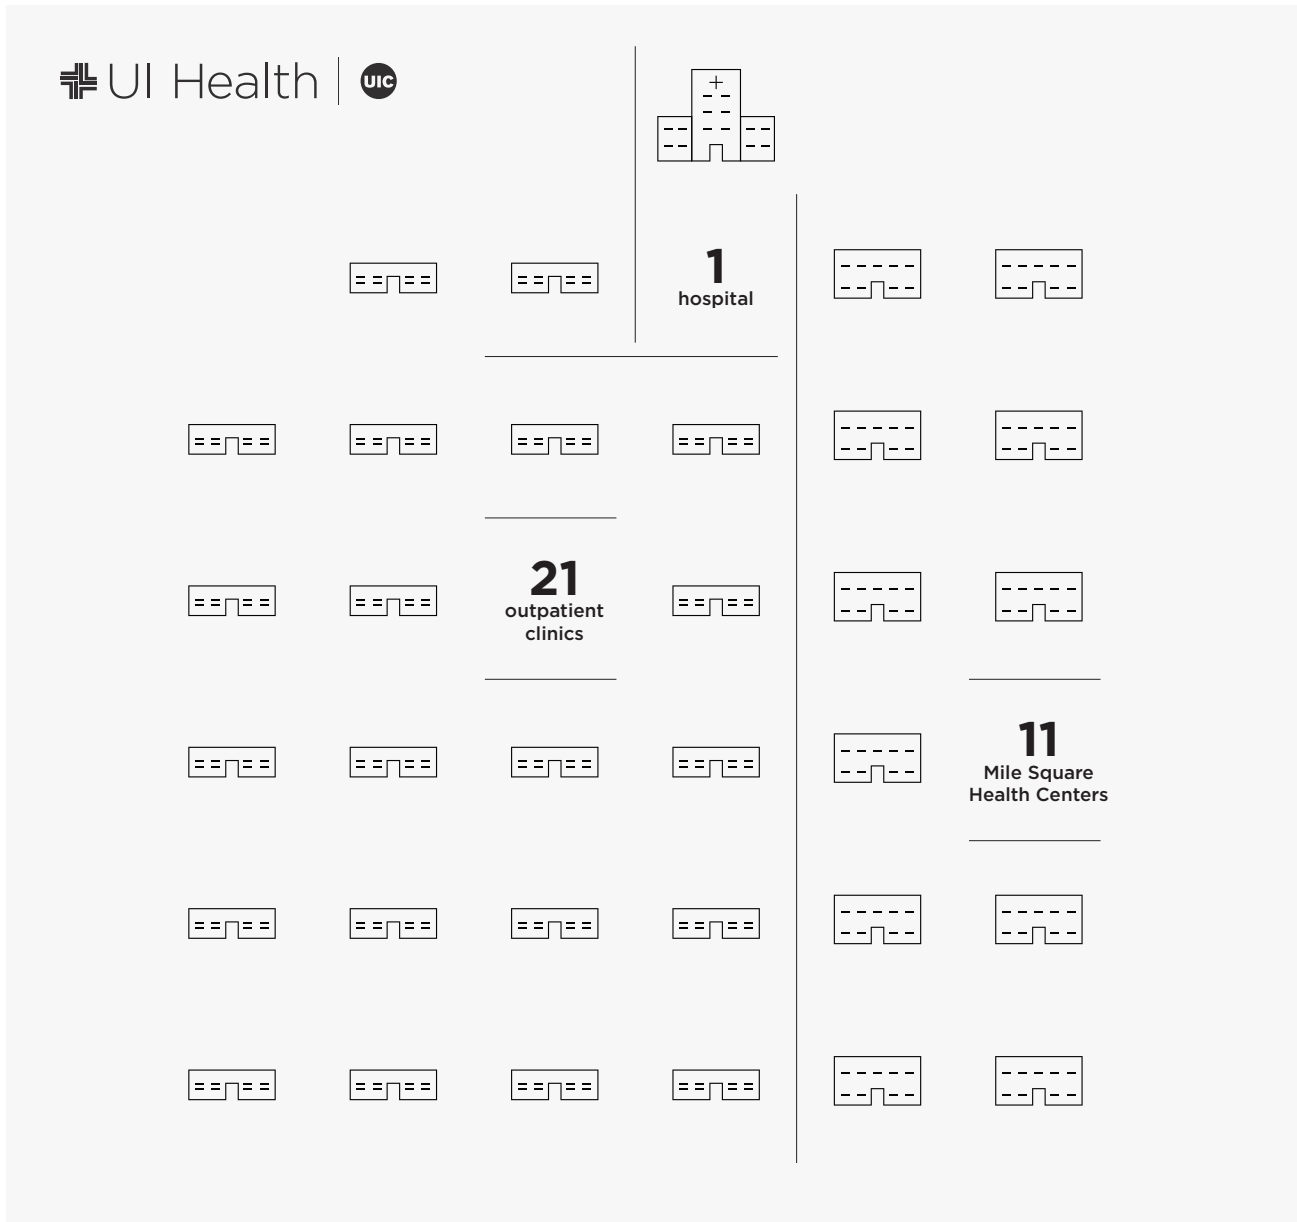 UI Health UIC
1
hospital
21
outpatient
clinics
11
Mile Square
Health Centers